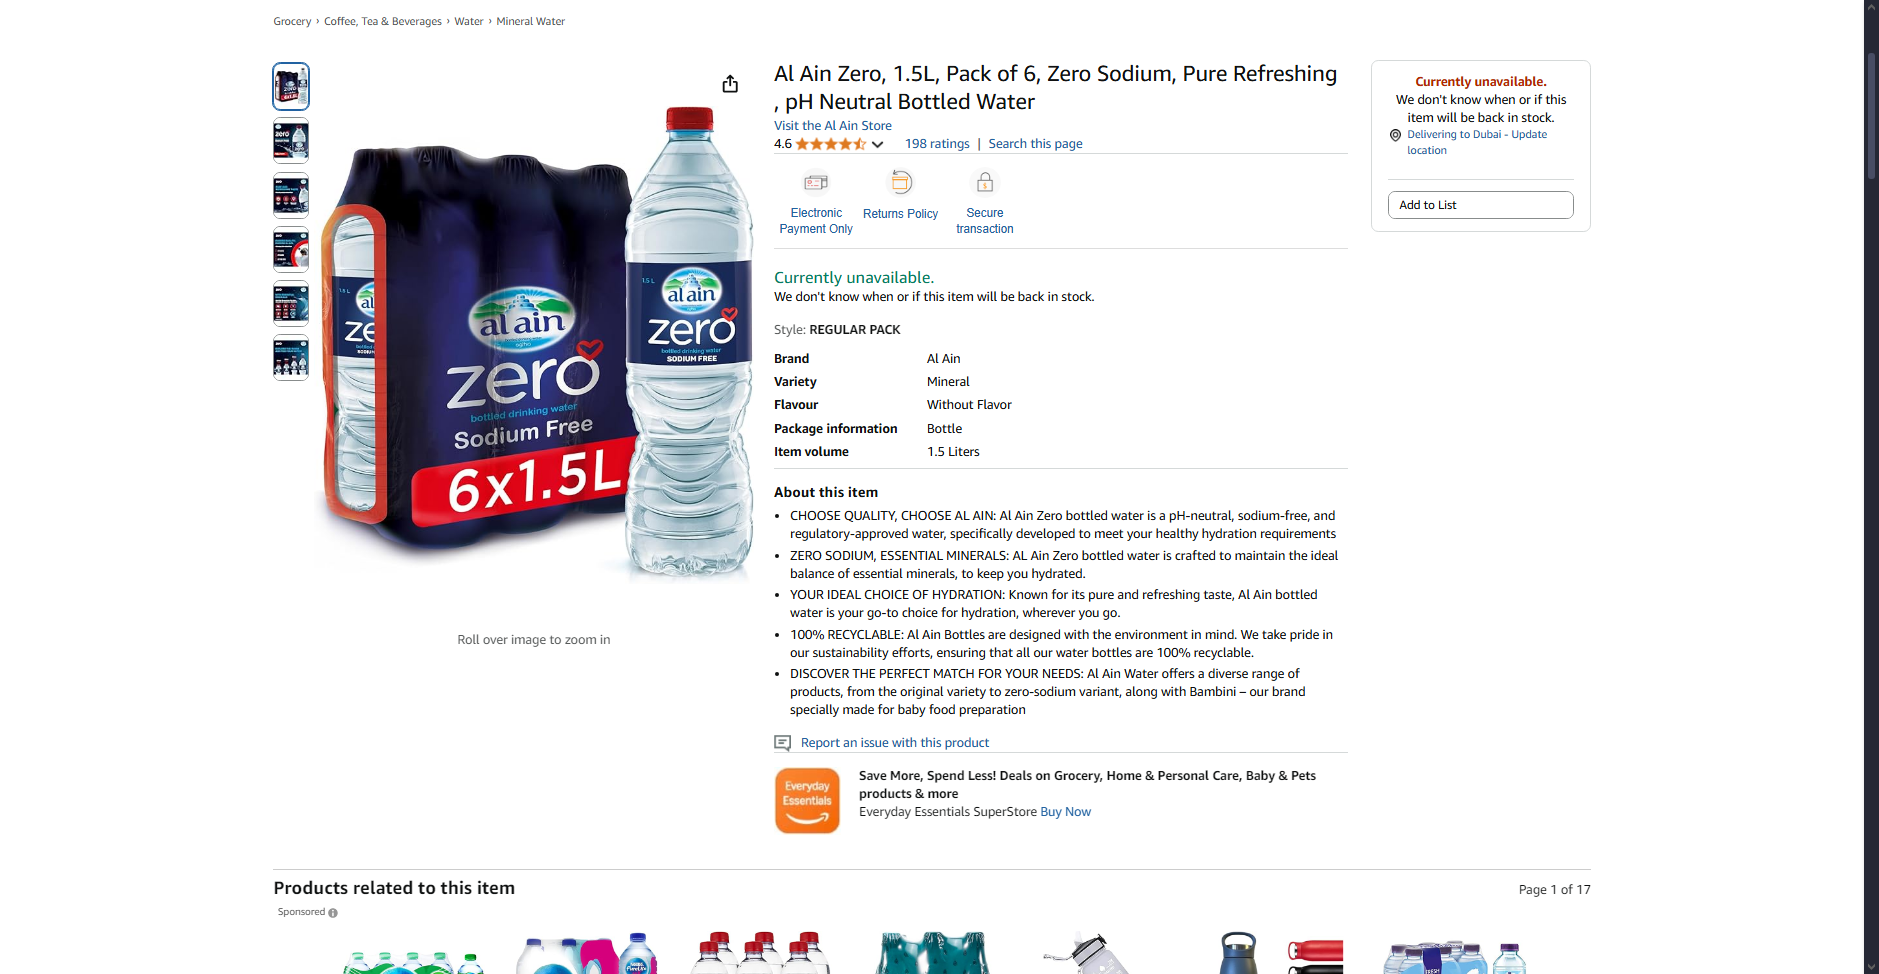 Grocery › Coffee, Tea & Beverages › Water › Mineral Water
Al Ain Zero, 1.5L, Pack of 6, Zero Sodium, Pure Refreshing
, pH Neutral Bottled Water
Visit the Al Ain Store
4.6
198 ratings | Search this page
Electronic
Payment Only
Returns Policy
Secure
transaction
Currently unavailable.
We don't know when or if this item will be back in stock.
Style: REGULAR PACK
Brand Al Ain
Variety Mineral
Flavour Without Flavor
Package information Bottle
Item volume 1.5 Liters
About this item
• CHOOSE QUALITY, CHOOSE AL AIN: Al Ain Zero bottled water is a pH-neutral, sodium-free, and
regulatory-approved water, specifically developed to meet your healthy hydration requirements
• ZERO SODIUM, ESSENTIAL MINERALS: AL Ain Zero bottled water is crafted to maintain the ideal
balance of essential minerals, to keep you hydrated.
• YOUR IDEAL CHOICE OF HYDRATION: Known for its pure and refreshing taste, Al Ain bottled
water is your go-to choice for hydration, wherever you go.
• 100% RECYCLABLE: Al Ain Bottles are designed with the environment in mind. We take pride in
our sustainability efforts, ensuring that all our water bottles are 100% recyclable.
• DISCOVER THE PERFECT MATCH FOR YOUR NEEDS: Al Ain Water offers a diverse range of
products, from the original variety to zero-sodium variant, along with Bambini – our brand
specially made for baby food preparation
Report an issue with this product
Everyday
Essentials
Save More, Spend Less! Deals on Grocery, Home & Personal Care, Baby & Pets
products & more
Everyday Essentials SuperStore Buy Now
Currently unavailable.
We don't know when or if this
item will be back in stock.
Delivering to Dubai - Update
location
Add to List
al ain
zero
bottled drinking water
Sodium Free
6x1.5L
1.5 L
al ain
zero
bottled drinking water
SODIUM FREE
Roll over image to zoom in
Products related to this item
Page 1 of 17
Sponsored